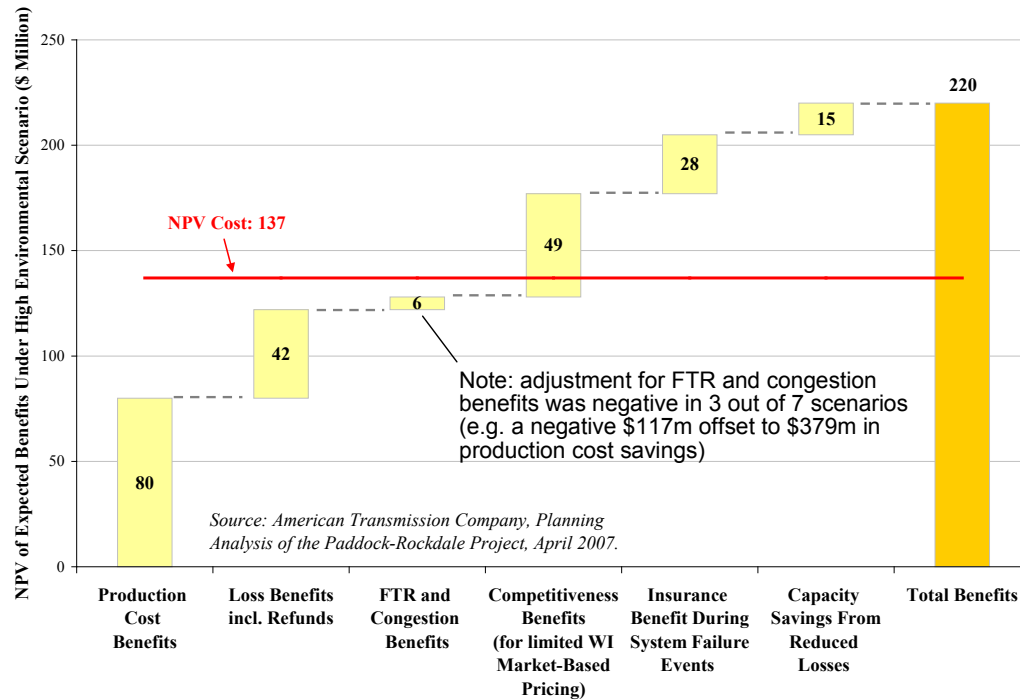 NPV of Expected Benefits Under High Environmental Scenario ($ Million)
250
200
150
100
50
0
80
42
6
49
28
15
220
NPV Cost: 137
Note: adjustment for FTR and congestion
benefits was negative in 3 out of 7 scenarios
(e.g. a negative $117m offset to $379m in
production cost savings)
Source: American Transmission Company, Planning
Analysis of the Paddock-Rockdale Project, April 2007.
Production
Cost
Benefits
Loss Benefits
incl. Refunds
FTR and
Congestion
Benefits
Competitiveness
Benefits
(for limited WI
Market-Based
Pricing)
Insurance
Benefit During
System Failure
Events
Capacity
Savings From
Reduced
Losses
Total Benefits